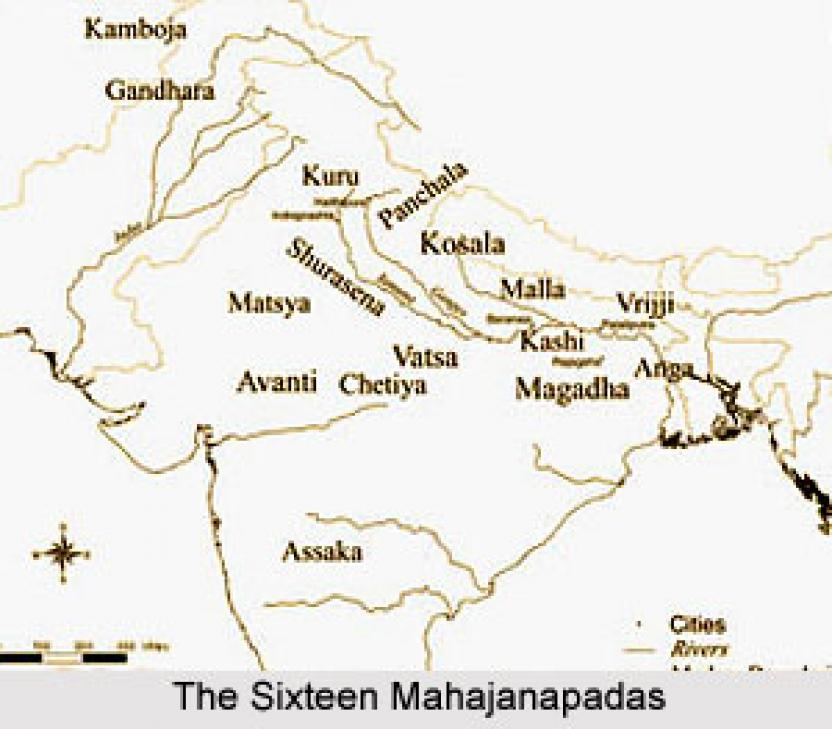 Kamboja
Gandhara
Kuru
Panchala
Indus
Kosala
Shurasena
Malla
Matsya
Vrijji
Kashi
Vatsa
Anga
Avanti
Chetiya
Magadha
Assaka
Cities
Rivers
The Sixteen Mahajanapadas